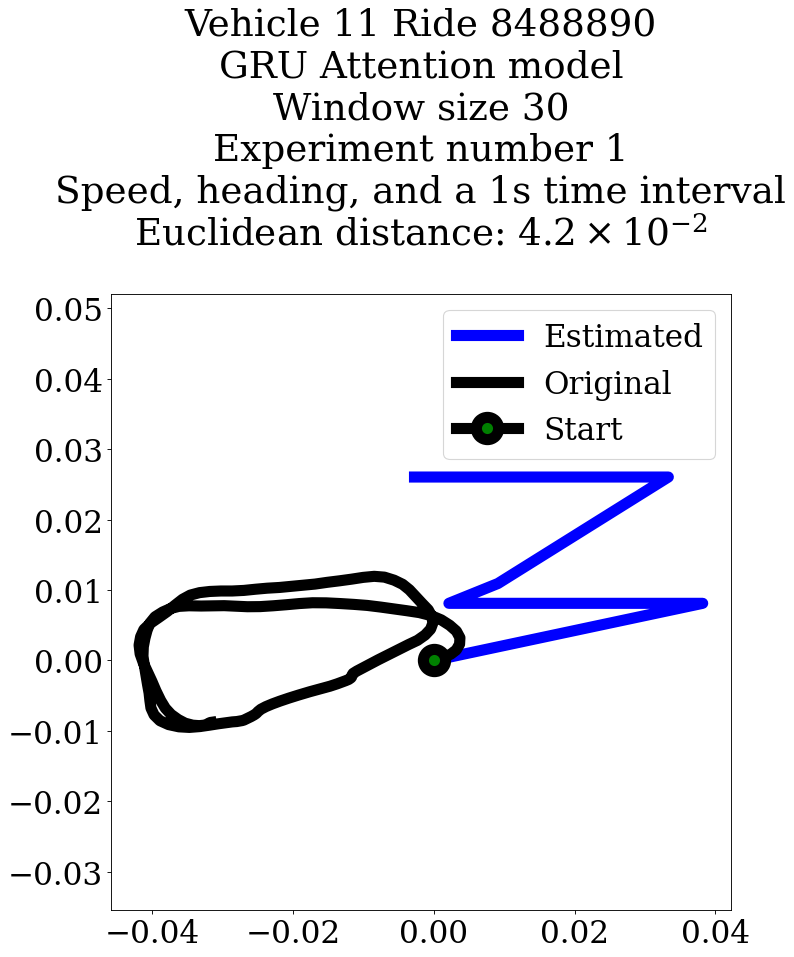 Vehicle 11 Ride 8488890
GRU Attention model
Window size 30
Experiment number 1
Speed, heading, and a 1s time interval
Euclidean distance: 4.2 × 10⁻²
0.05
0.04
0.03
0.02
0.01
0.00
−0.01
−0.02
−0.03
Estimated
Original
Start
−0.04 −0.02 0.00 0.02 0.04